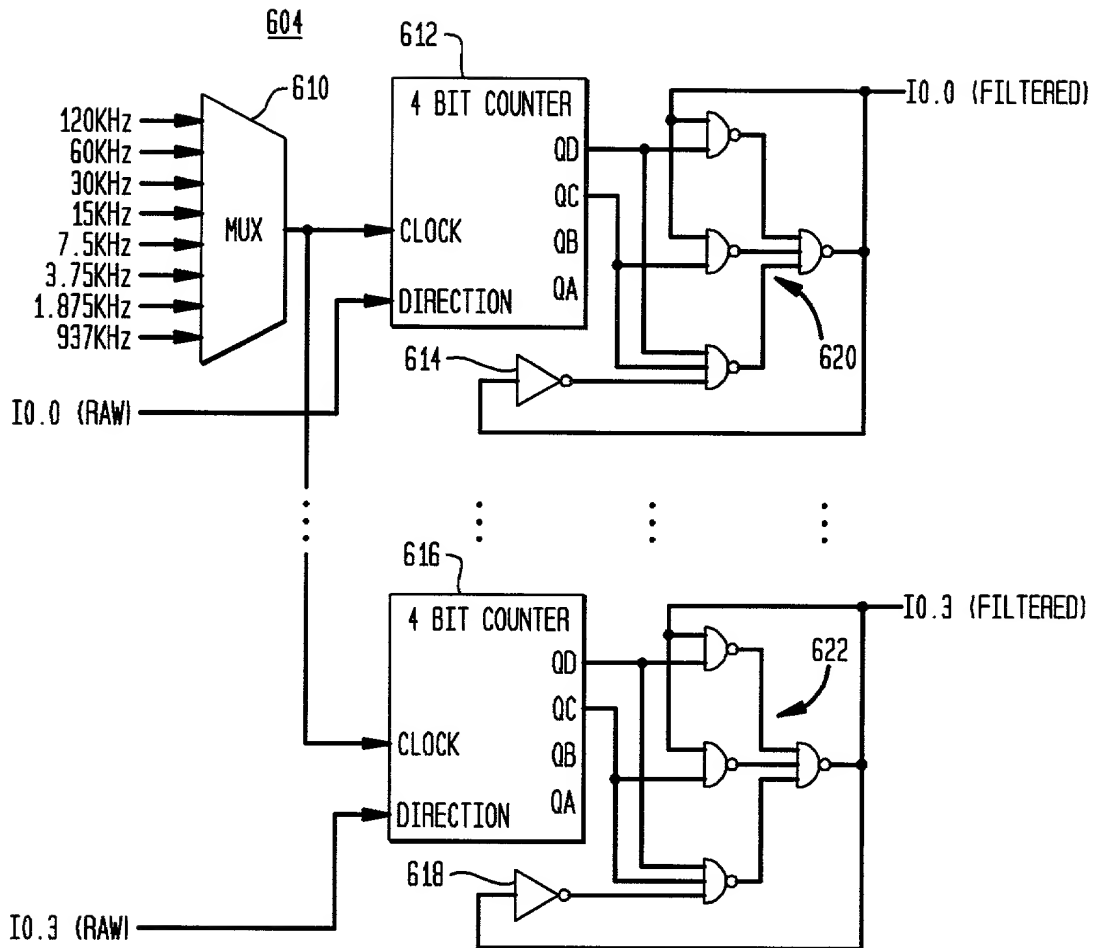 604
610
120KHz
60KHz
30KHz
15KHz
7.5KHz
3.75KHz
1.875KHz
937KHz
MUX
I0.0 (RAW)
612
4 BIT COUNTER
QD
QC
CLOCK
QB
DIRECTION
QA
614
620
I0.0 (FILTERED)
616
4 BIT COUNTER
QD
QC
CLOCK
QB
QA
DIRECTION
618
622
I0.3 (FILTERED)
I0.3 (RAW)